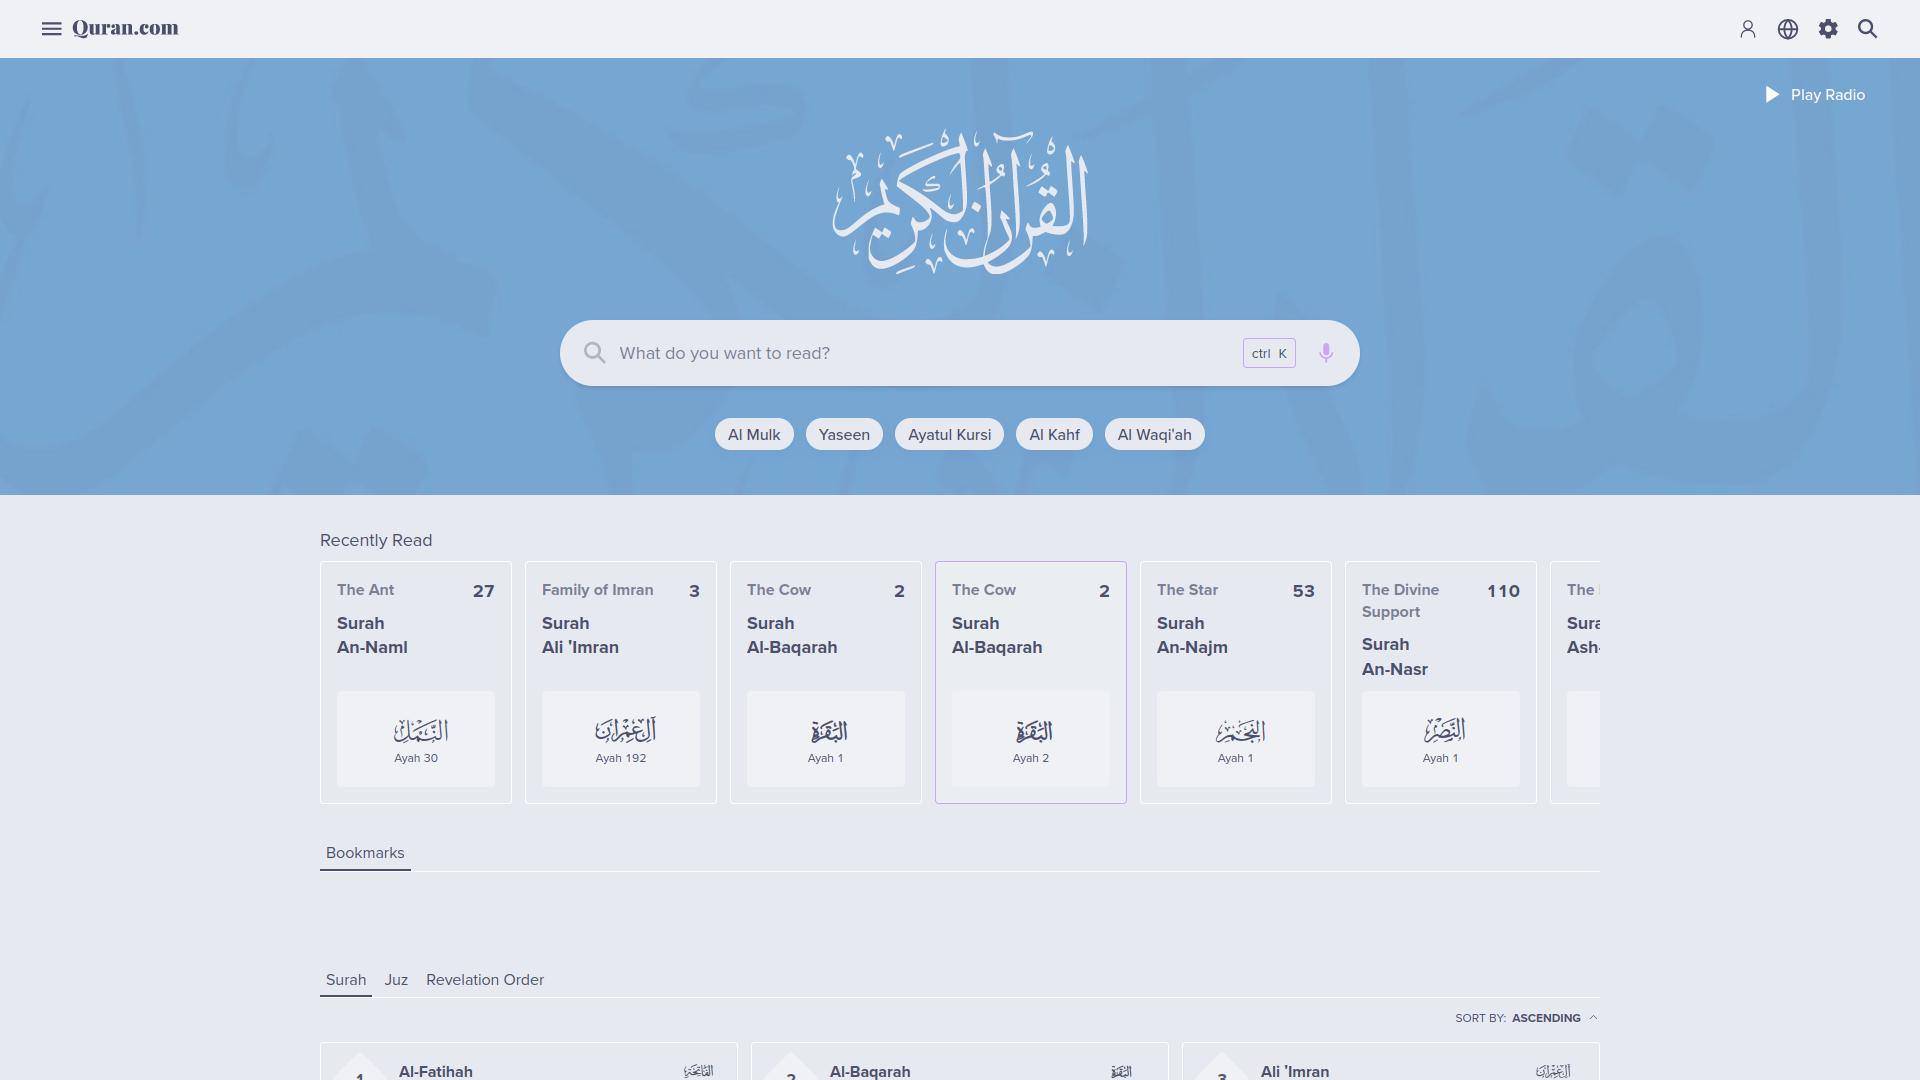 Quran.com
Play Radio
القرآن الكريم
What do you want to read?
ctrl K
Al Mulk
Yaseen
Ayatul Kursi
Al Kahf
Al Waqi'ah
Recently Read
The Ant 27
Surah
An-Naml
النمل
Ayah 30
Family of Imran 3
Surah
Ali 'Imran
آل عمران
Ayah 192
The Cow 2
Surah
Al-Baqarah
البقرة
Ayah 1
The Cow 2
Surah
Al-Baqarah
البقرة
Ayah 2
The Star 53
Surah
An-Najm
النجم
Ayah 1
The Divine
Support 110
Surah
An-Nasr
النصر
Ayah 1
The
Bookmarks
Surah Juz Revelation Order
SORT BY: ASCENDING
1 Al-Fatihah الفاتحة
2 Al-Baqarah البقرة
3 Ali 'Imran آل عمران